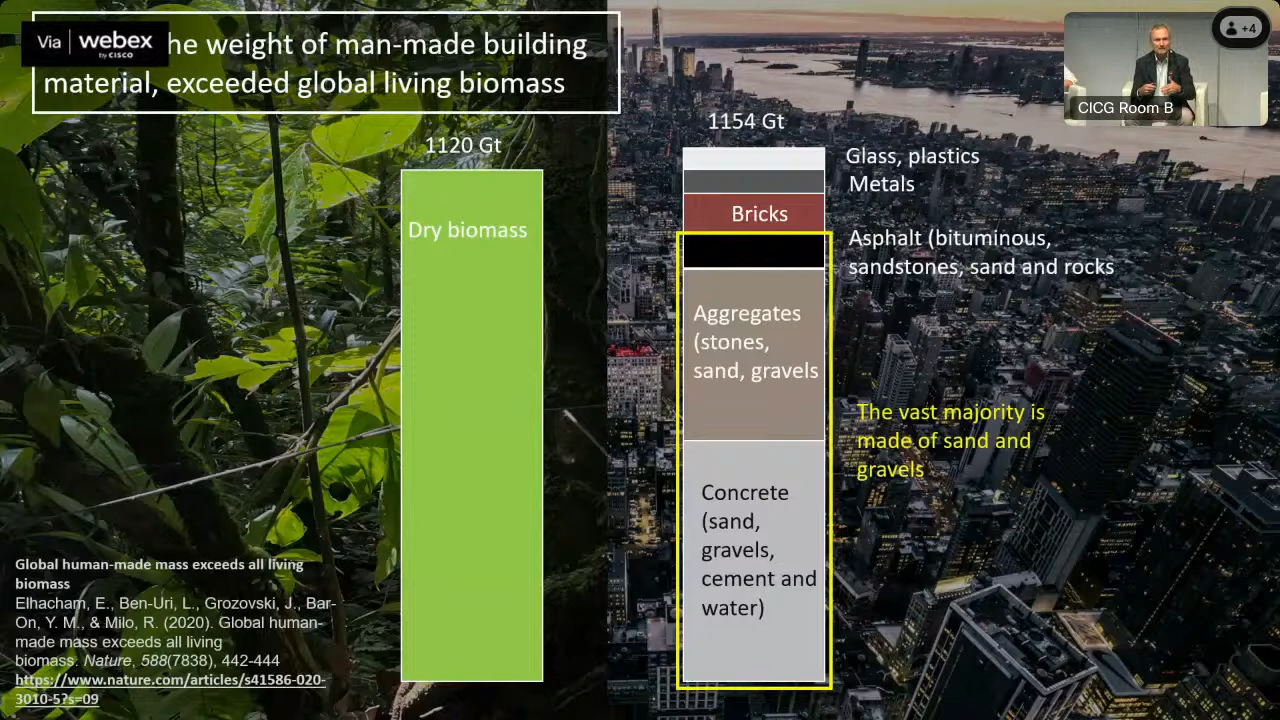 Via webex
by CISCO
he weight of man-made building
material, exceeded global living biomass
+4
CICG Room B
1120 Gt
Dry biomass
1154 Gt
Glass, plastics
Metals
Bricks
Asphalt (bituminous,
sandstones, sand and rocks
Aggregates
(stones,
sand, gravels
The vast majority is
made of sand and
gravels
Concrete
(sand,
gravels,
cement and
water)
Global human-made mass exceeds all living
biomass
Elhacham, E., Ben-Uri, L., Grozovski, J., Bar-
On, Y. M., & Milo, R. (2020). Global human-
made mass exceeds all living
biomass. Nature, 588(7838), 442-444
https://www.nature.com/articles/s41586-020-
3010-5?s=09